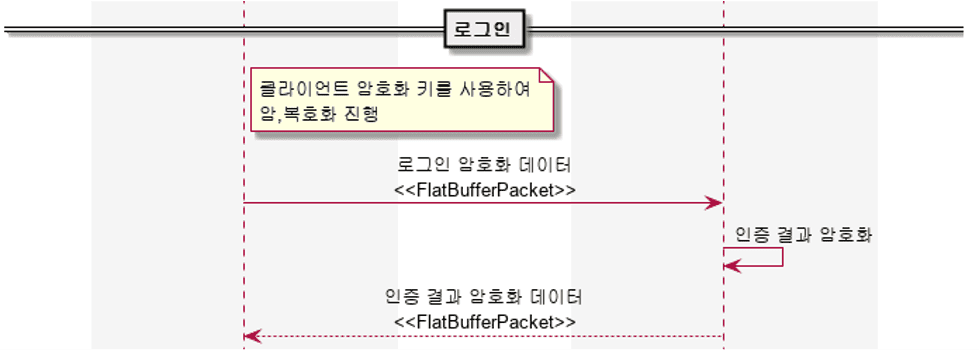 로그인
클라이언트 암호화 키를 사용하여
암,복호화 진행
로그인 암호화 데이터
<<FlatBufferPacket>>
인증 결과 암호화
인증 결과 암호화 데이터
<<FlatBufferPacket>>